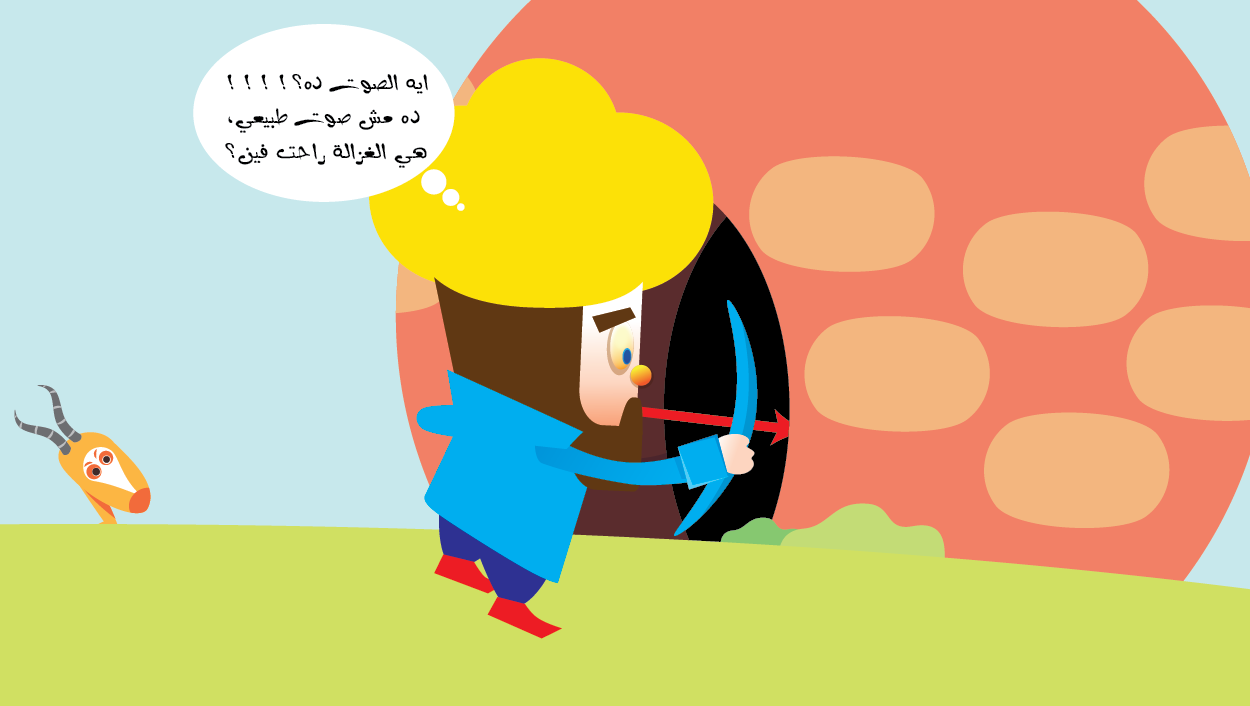 ايه الصوت ده؟!!!!
ده مش صوت طبيعي،
هي الغزالة راحت فين؟